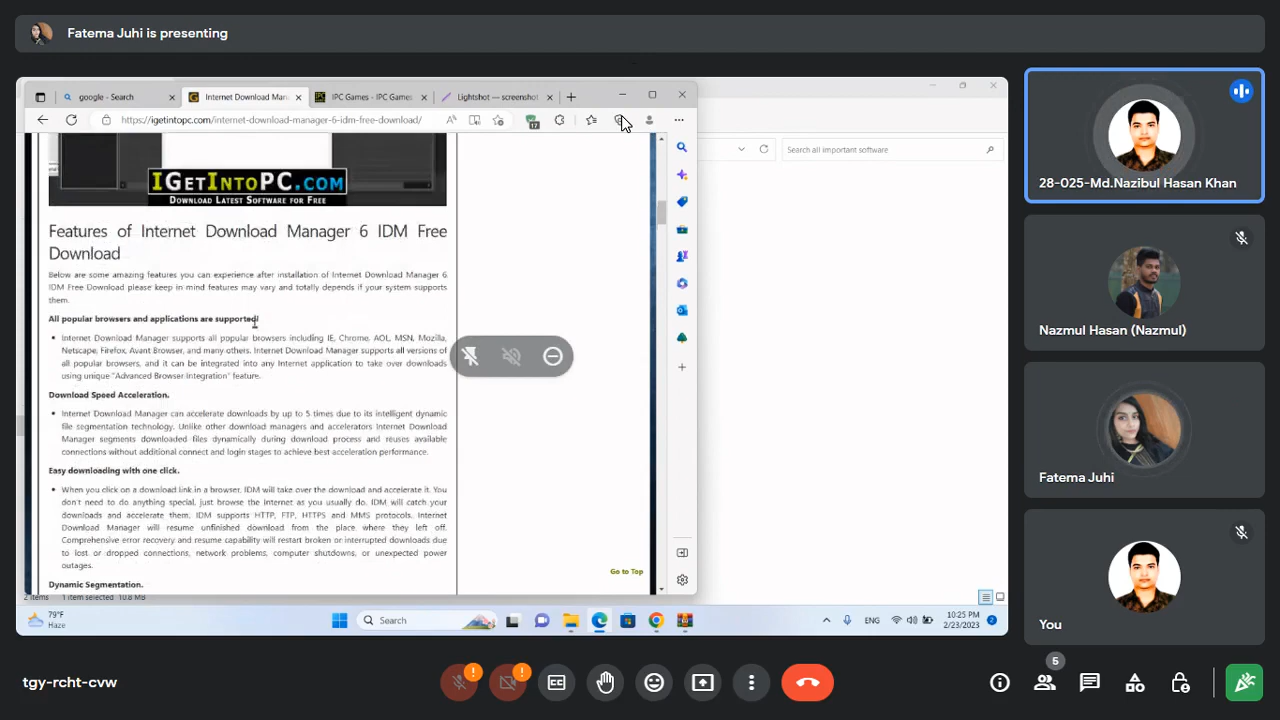 Fatema Juhi is presenting
google - Search
Internet Download Man
IPC Games - IPC Games
Lightshot — screenshot
https://igetintopc.com/internet-download-manager-6-idm-free-download/
17
Search all important software
IGetIntoPC.com
Download Latest Software for Free
Features of Internet Download Manager 6 IDM Free
Download
Below are some amazing features you can experience after installation of Internet Download Manager 6
IDM Free Download please keep in mind features may vary and totally depends if your system supports
them.
All popular browsers and applications are supported!
• Internet Download Manager supports all popular browsers including IE, Chrome, AOL, MSN, Mozilla,
Netscape, Firefox, Avant Browser, and many others. Internet Download Manager supports all versions of
all popular browsers, and it can be integrated into any Internet application to take over downloads
using unique "Advanced Browser Integration" feature.
Download Speed Acceleration.
• Internet Download Manager can accelerate downloads by up to 5 times due to its intelligent dynamic
file segmentation technology. Unlike other download managers and accelerators Internet Download
Manager segments downloaded files dynamically during download process and reuses available
connections without additional connect and login stages to achieve best acceleration performance.
Easy downloading with one click.
• When you click on a download link in a browser, IDM will take over the download and accelerate it. You
don't need to do anything special, just browse the Internet as you usually do. IDM will catch your
downloads and accelerate them. IDM supports HTTP, FTP, HTTPS and MMS protocols. Internet
Download Manager will resume unfinished download from the place where they left off.
Comprehensive error recovery and resume capability will restart broken or interrupted downloads due
to lost or dropped connections, network problems, computer shutdowns, or unexpected power
outages.
Go to Top
Dynamic Segmentation.
2 items 1 item selected 10.8 MB
79°F
Haze
Search
ENG
10:25 PM
2/23/2023
2
28-025-Md.Nazibul Hasan Khan
Nazmul Hasan (Nazmul)
Fatema Juhi
You
tgy-rcht-cvw
5